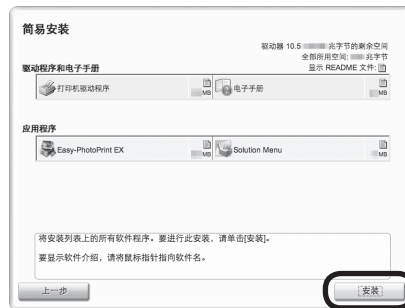 简易安装
驱动器 10.5 兆字节的剩余空间
全部所用空间: 兆字节
驱动程序和电子手册 显示 README 文件:
打印机驱动程序 MB 电子手册 MB
应用程序
Easy-PhotoPrint EX MB Solution Menu MB
将安装列表上的所有软件程序。要进行此安装，请单击[安装]。
要显示软件介绍，请将鼠标指针指向软件名。
上一步 [安装]